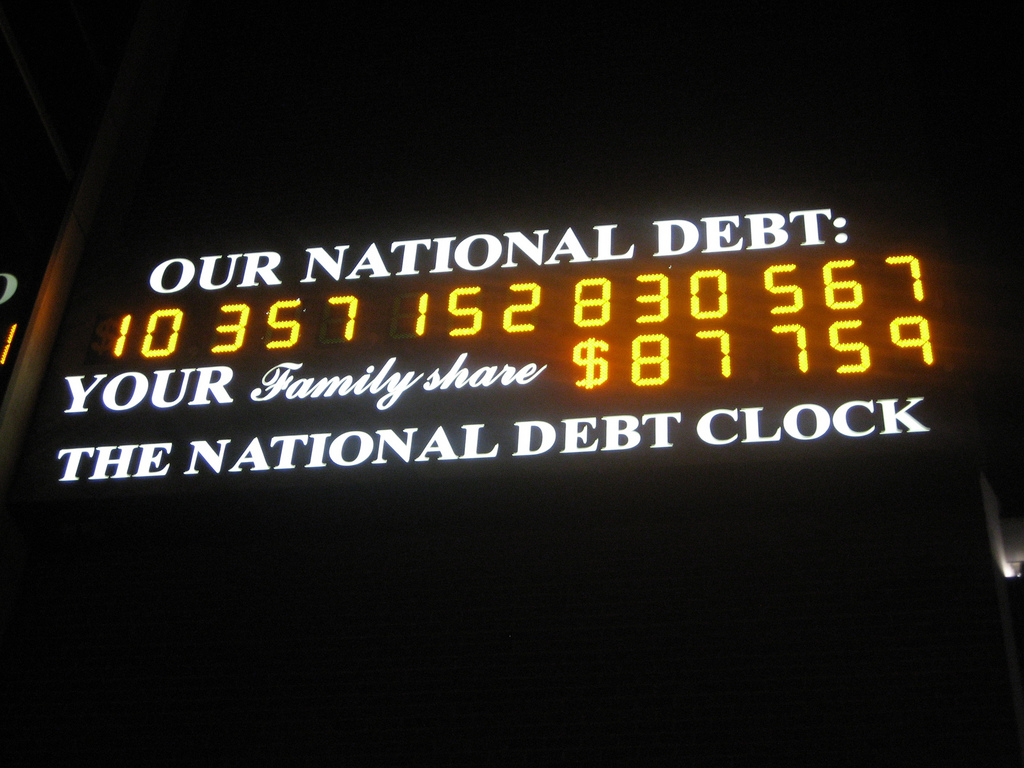 OUR NATIONAL DEBT:
10 357 152 830 567
YOUR Family share $87 759
THE NATIONAL DEBT CLOCK